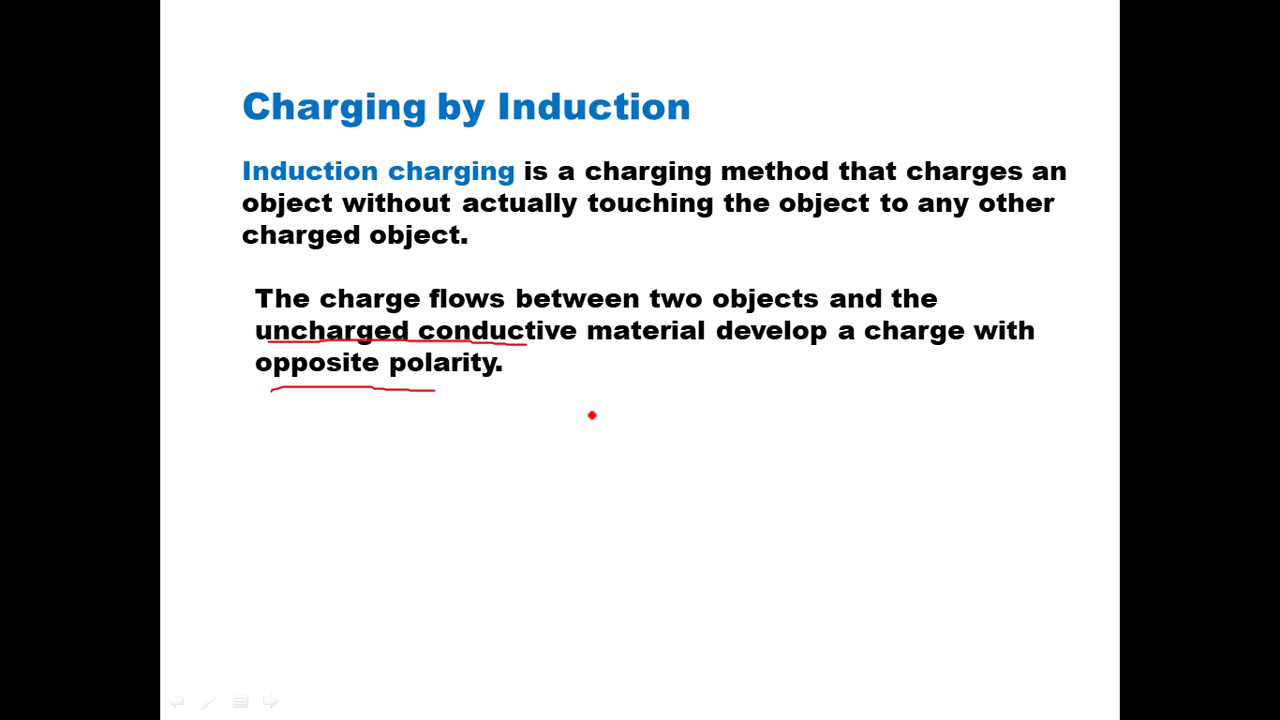 Charging by Induction
Induction charging is a charging method that charges an
object without actually touching the object to any other
charged object.
The charge flows between two objects and the
uncharged conductive material develop a charge with
opposite polarity.